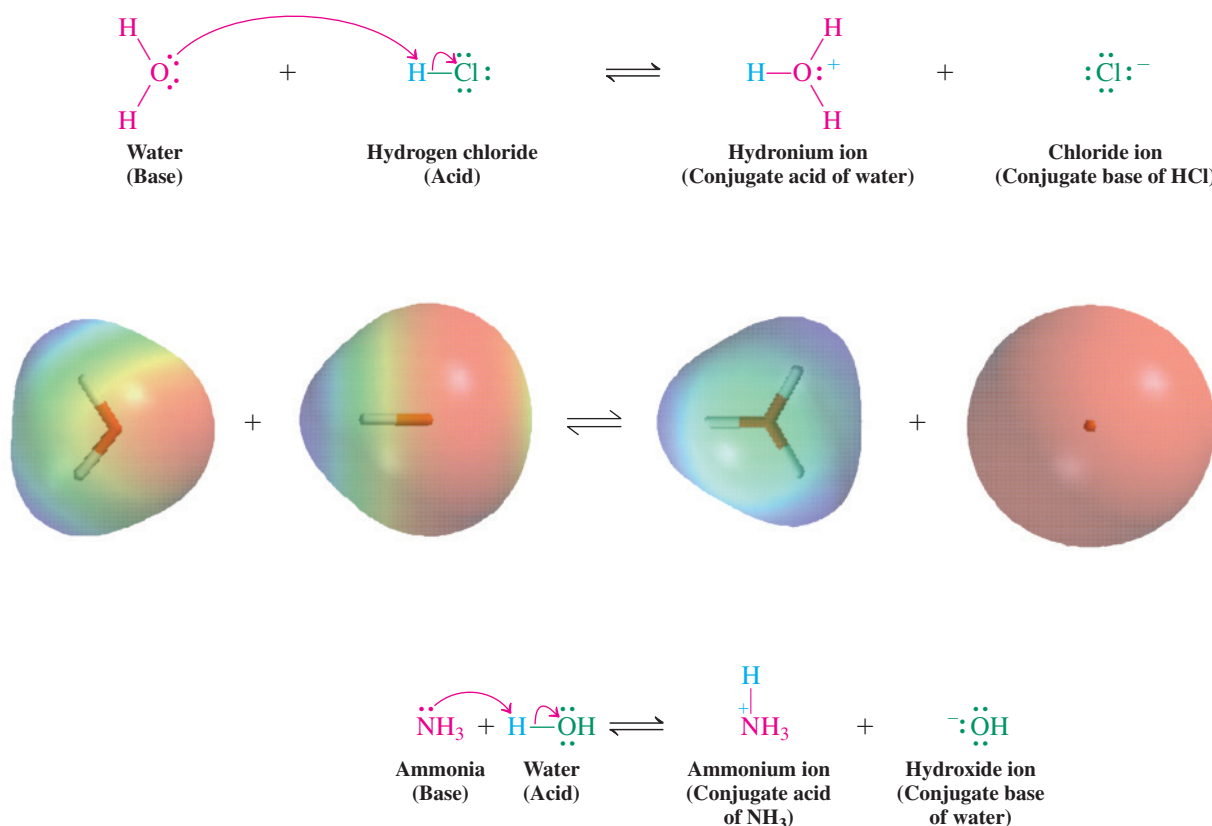 H
O
H
+
H—Cl
⇌
H
H—O +
H
+
Cl −
Water
(Base)
Hydrogen chloride
(Acid)
Hydronium ion
(Conjugate acid of water)
Chloride ion
(Conjugate base of HCl)
+
⇌
+
NH₃ + H—OH ⇌
H
+
NH₃
+
− OH
Ammonia
(Base)
Water
(Acid)
Ammonium ion
(Conjugate acid
of NH₃)
Hydroxide ion
(Conjugate base
of water)